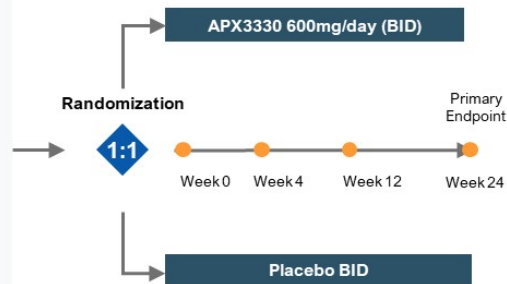 APX3330 600mg/day (BID)
Randomization
1:1
Primary
Endpoint
Week 0
Week 4
Week 12
Week 24
Placebo BID